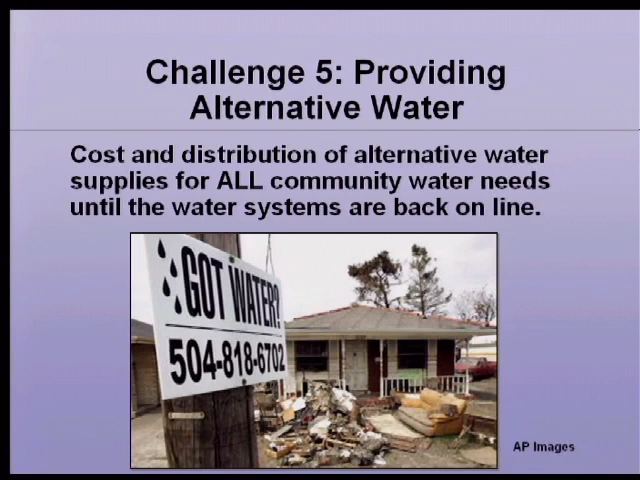 Challenge 5: Providing
Alternative Water
Cost and distribution of alternative water
supplies for ALL community water needs
until the water systems are back on line.
GOT WATER?
504-818-6702
AP Images